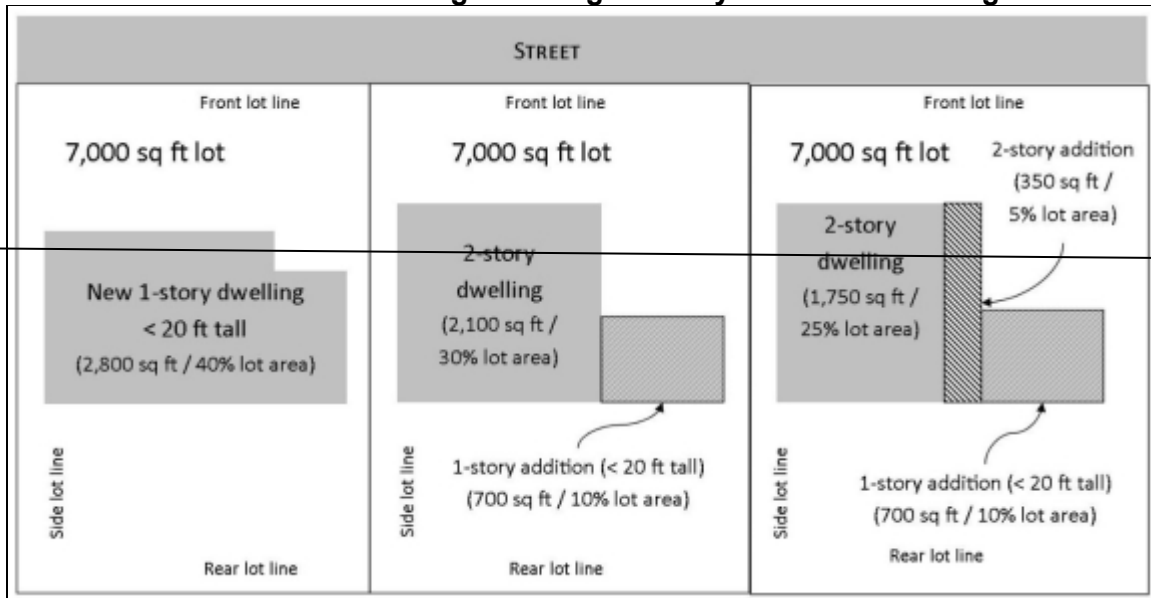 STREET
Front lot line
7,000 sq ft lot
New 1-story dwelling
< 20 ft tall
(2,800 sq ft / 40% lot area)
Side lot line
Rear lot line
Front lot line
7,000 sq ft lot
2-story
dwelling
(2,100 sq ft /
30% lot area)
1-story addition (< 20 ft tall)
(700 sq ft / 10% lot area)
Side lot line
Rear lot line
Front lot line
7,000 sq ft lot
2-story addition
(350 sq ft /
5% lot area)
2-story
dwelling
(1,750 sq ft /
25% lot area)
1-story addition (< 20 ft tall)
(700 sq ft / 10% lot area)
Side lot line
Rear lot line